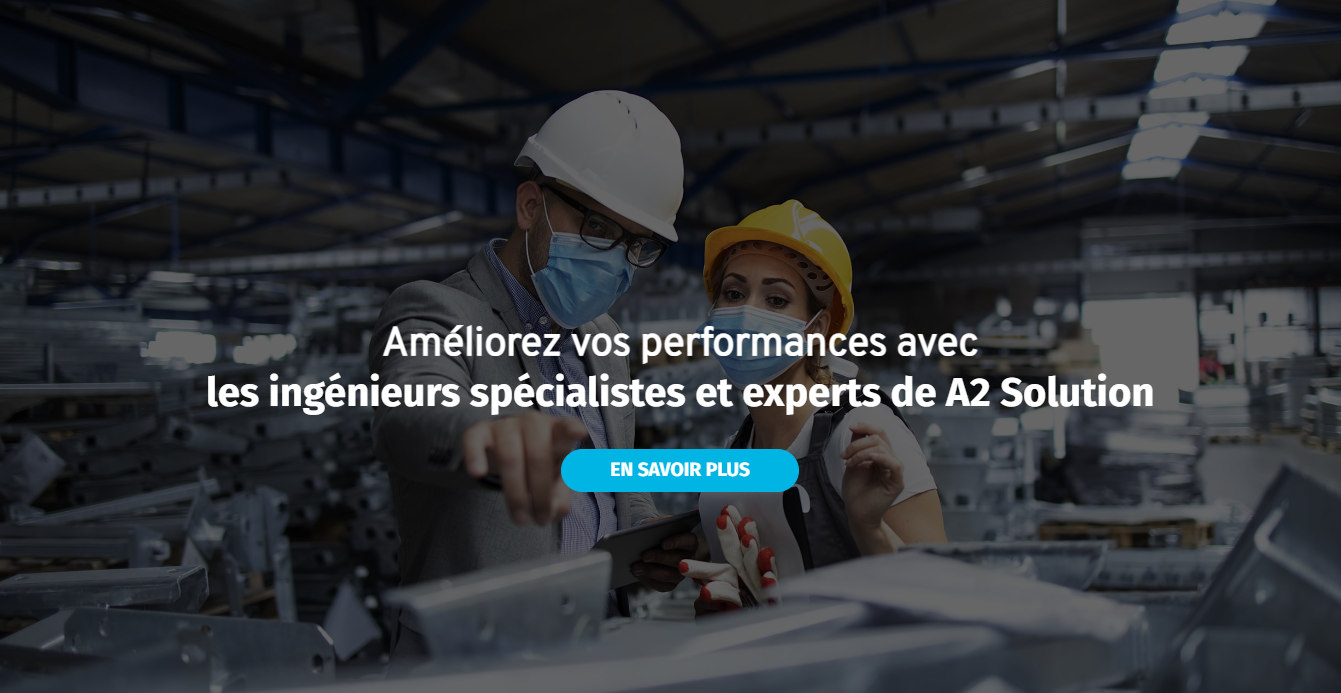 Améliorez vos performances avec
les ingénieurs spécialistes et experts de A2 Solution
EN SAVOIR PLUS